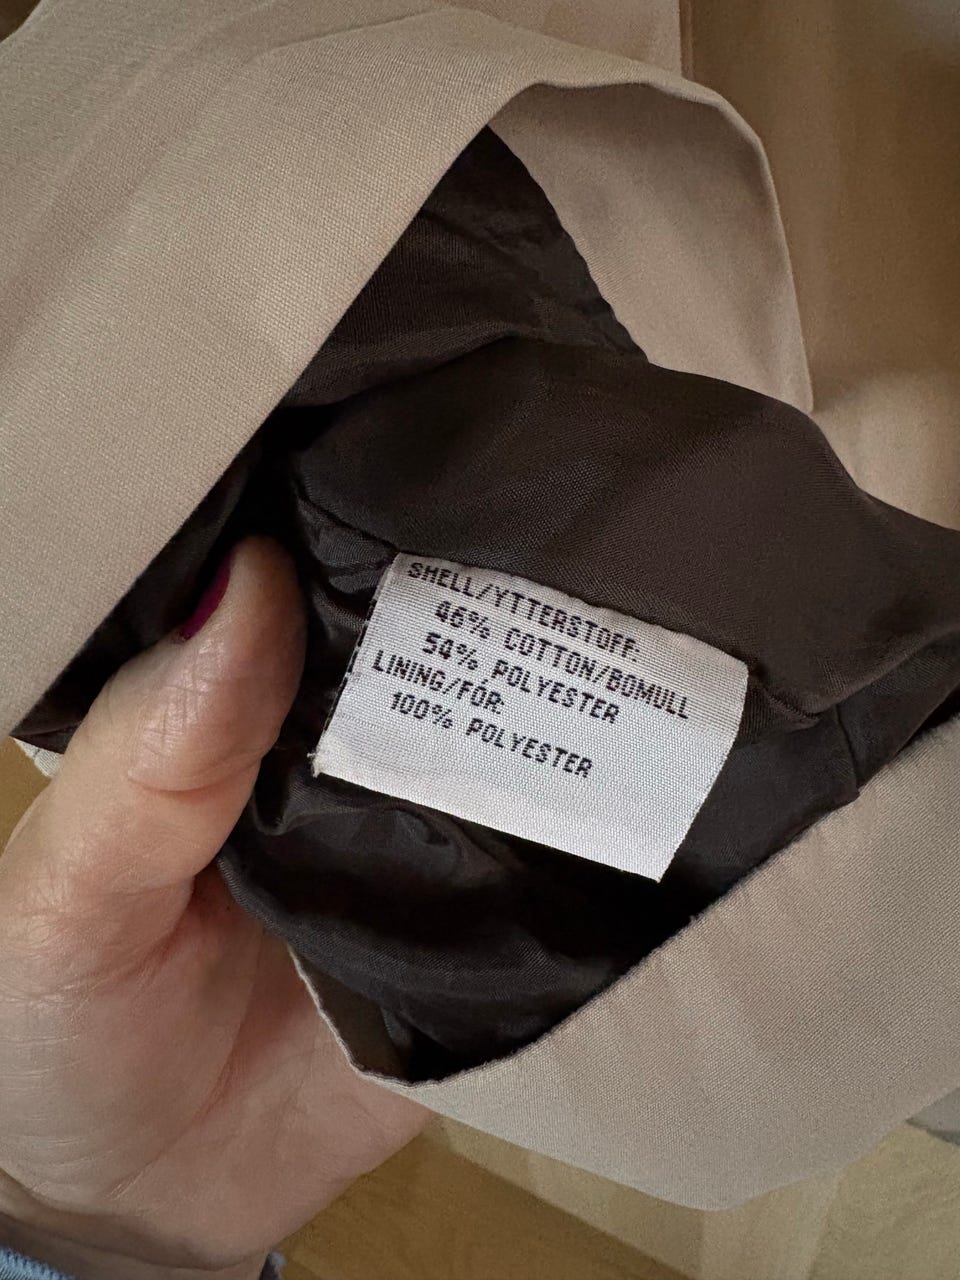 SHELL/YTTERSTOFF:
46% COTTON/BOMULL
54% POLYESTER
LINING/FÓR:
100% POLYESTER